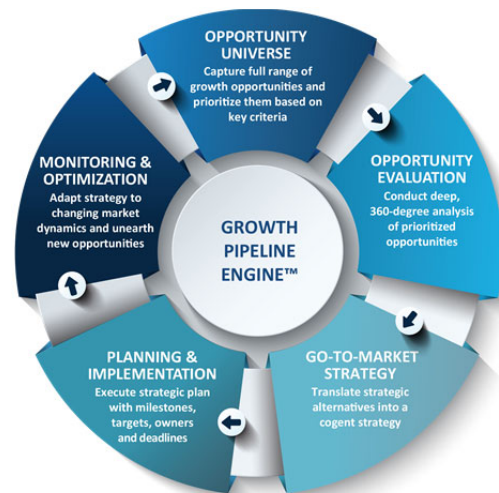 OPPORTUNITY
UNIVERSE
Capture full range of
growth opportunities and
prioritize them based on
key criteria
OPPORTUNITY
EVALUATION
Conduct deep,
360-degree analysis
of prioritized
opportunities
GO-TO-MARKET
STRATEGY
Translate strategic
alternatives into a
cogent strategy
PLANNING &
IMPLEMENTATION
Execute strategic plan
with milestones,
targets, owners
and deadlines
MONITORING &
OPTIMIZATION
Adapt strategy to
changing market
dynamics and unearth
new opportunities
GROWTH
PIPELINE
ENGINE™